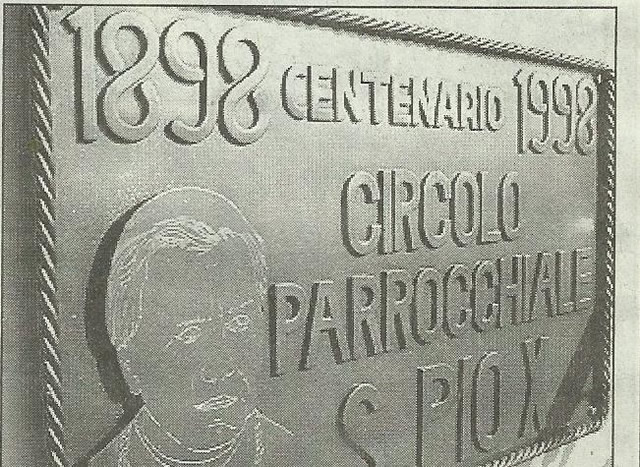 1898 CENTENARIO 1998
CIRCOLO
PARROCCHIALE
S. PIO X